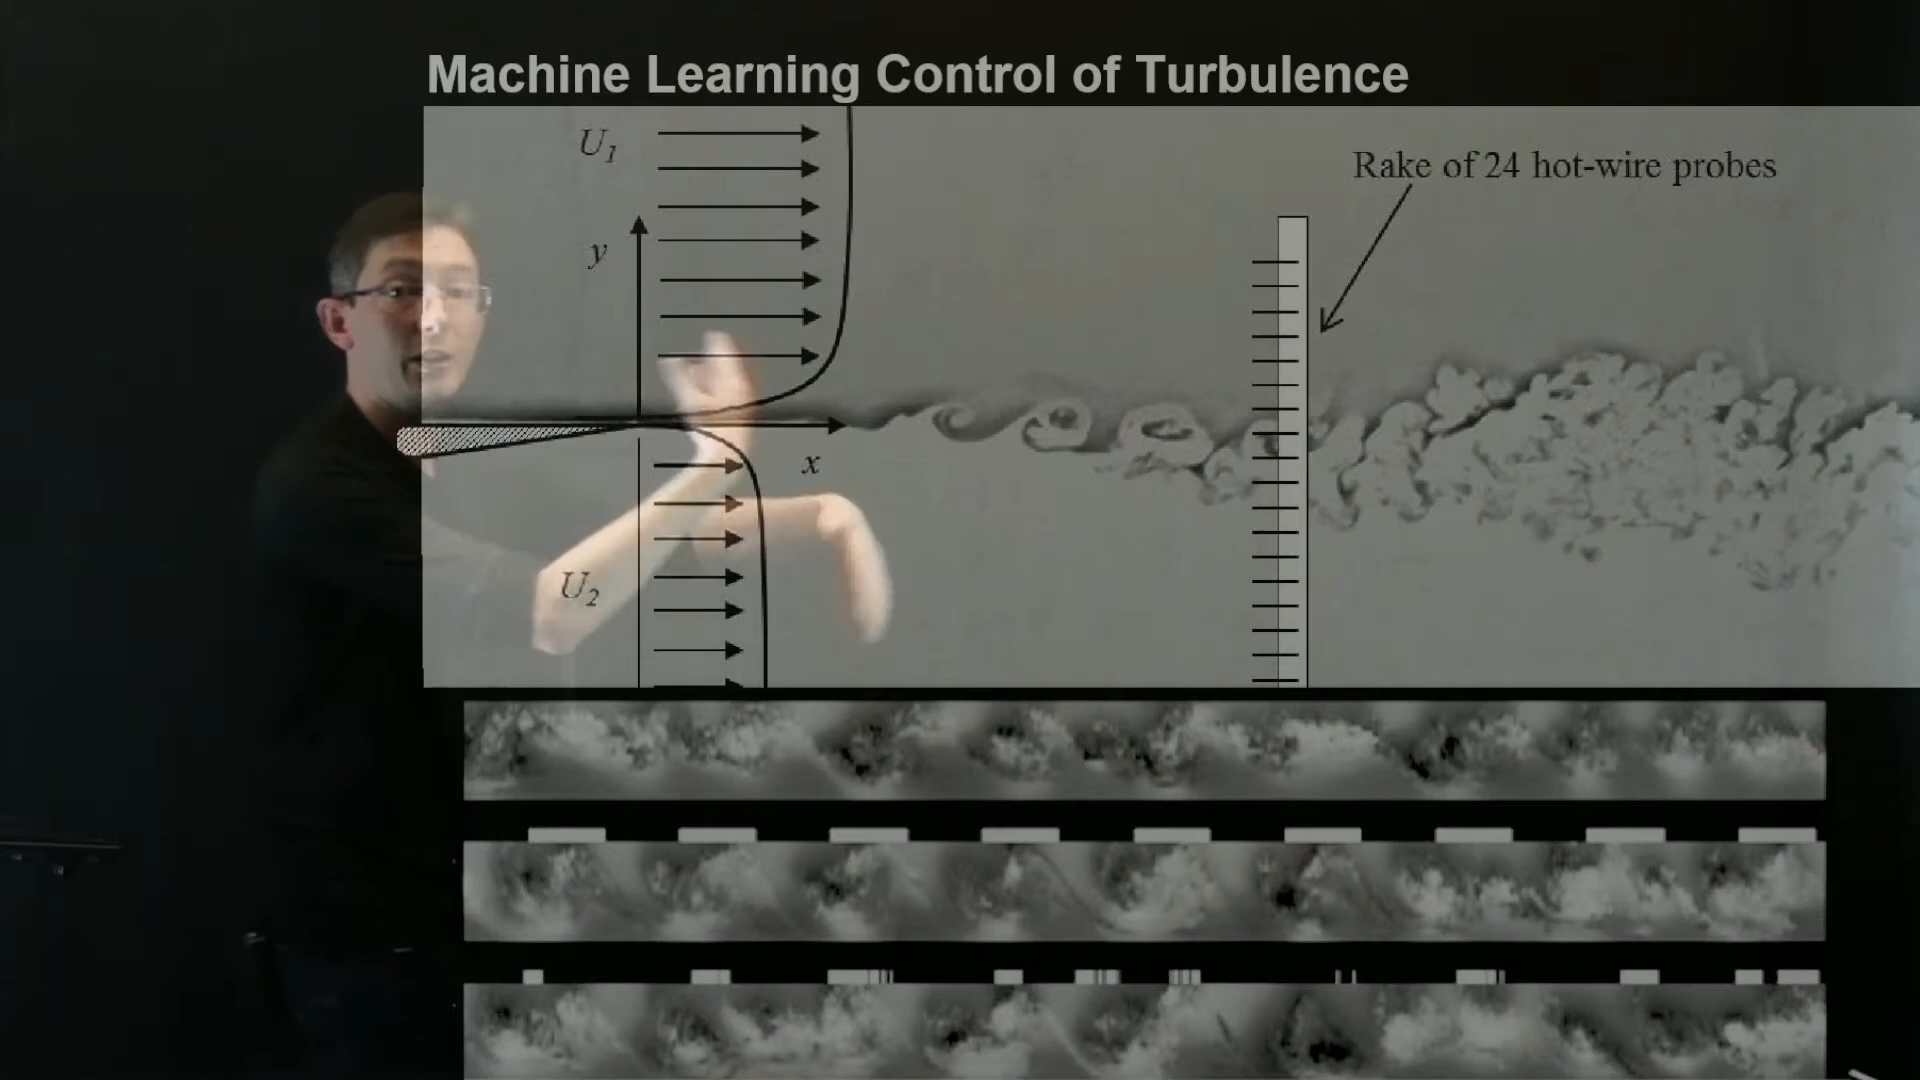 Machine Learning Control of Turbulence
U1
Rake of 24 hot-wire probes
y
x
U2